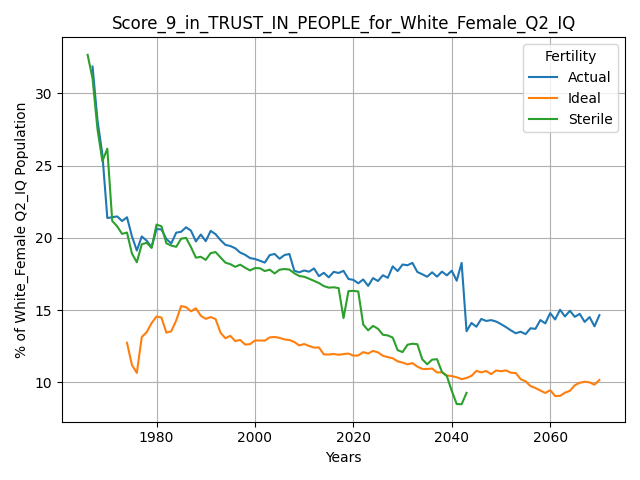 Score_9_in_TRUST_IN_PEOPLE_for_White_Female_Q2_IQ
Fertility
Actual
Ideal
Sterile
% of White_Female Q2_IQ Population
30
25
20
15
10
1980
2000
2020
2040
2060
Years